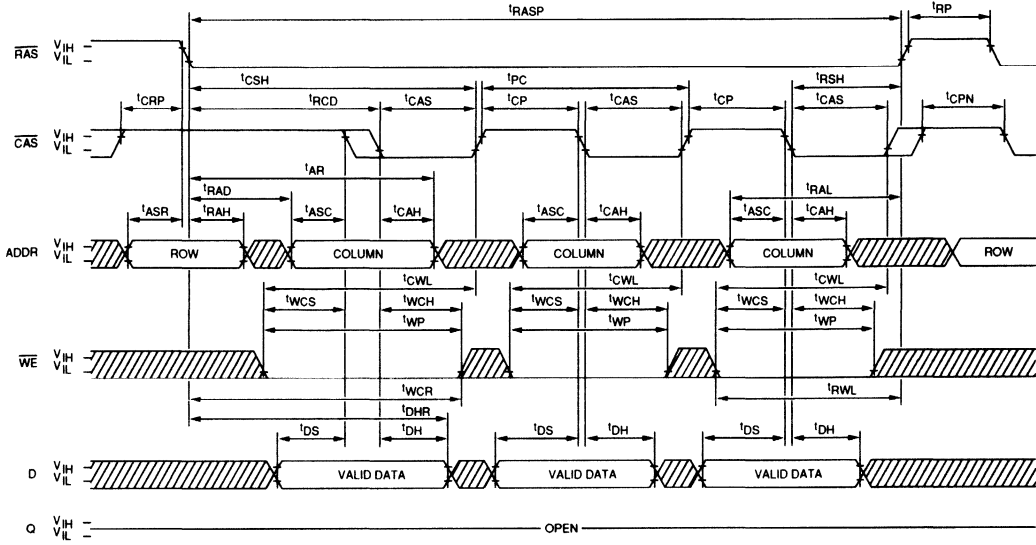 tRASP tRP
RAS VIH VIL
tCSH tPC tRSH
tCRP tRCD tCAS tCP tCAS tCP tCAS tCPN
CAS VIH VIL
tAR
tRAD tRAL
tASR tRAH tASC tCAH tASC tCAH tASC tCAH
ADDR VIH VIL ROW COLUMN COLUMN COLUMN ROW
tCWL tCWL tCWL
tWCS tWCH tWCS tWCH tWCS tWCH
tWP tWP tWP
WE VIH VIL
tWCR tRWL
tDHR
tDS tDH tDS tDH tDS tDH
D VIH VIL VALID DATA VALID DATA VALID DATA
Q VIH VIL OPEN